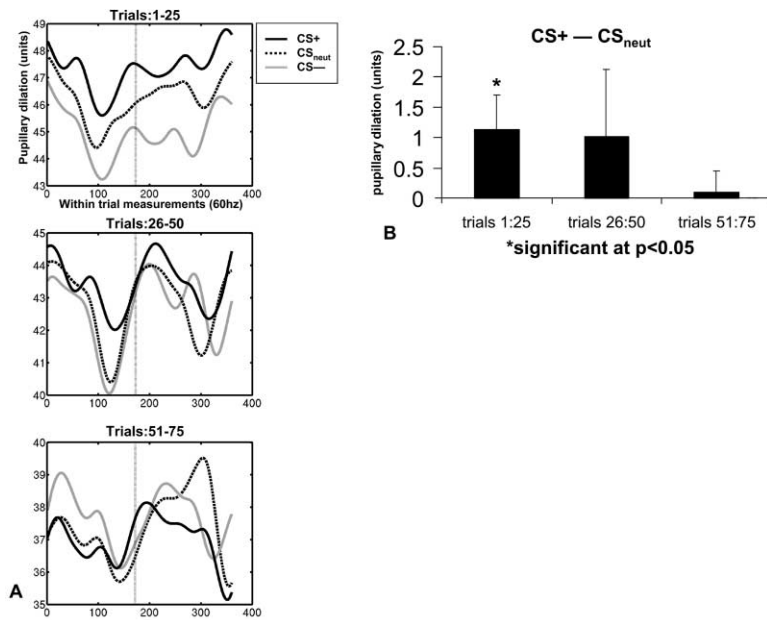 Trials:1-25
49
48
47
46
45
44
43
Pupillary dilation (units)
0 100 200 300 400
Within trial measurements (60hz)
CS+
CSneut
CS—
Trials:26-50
45
44
43
42
41
40
0 100 200 300 400
Trials:51-75
40
39
38
37
36
35
0 100 200 300 400
A
CS+ — CSneut
2.5
2
1.5
1
0.5
0
pupillary dilation (units)
*
trials 1:25 trials 26:50 trials 51:75
B
*significant at p<0.05